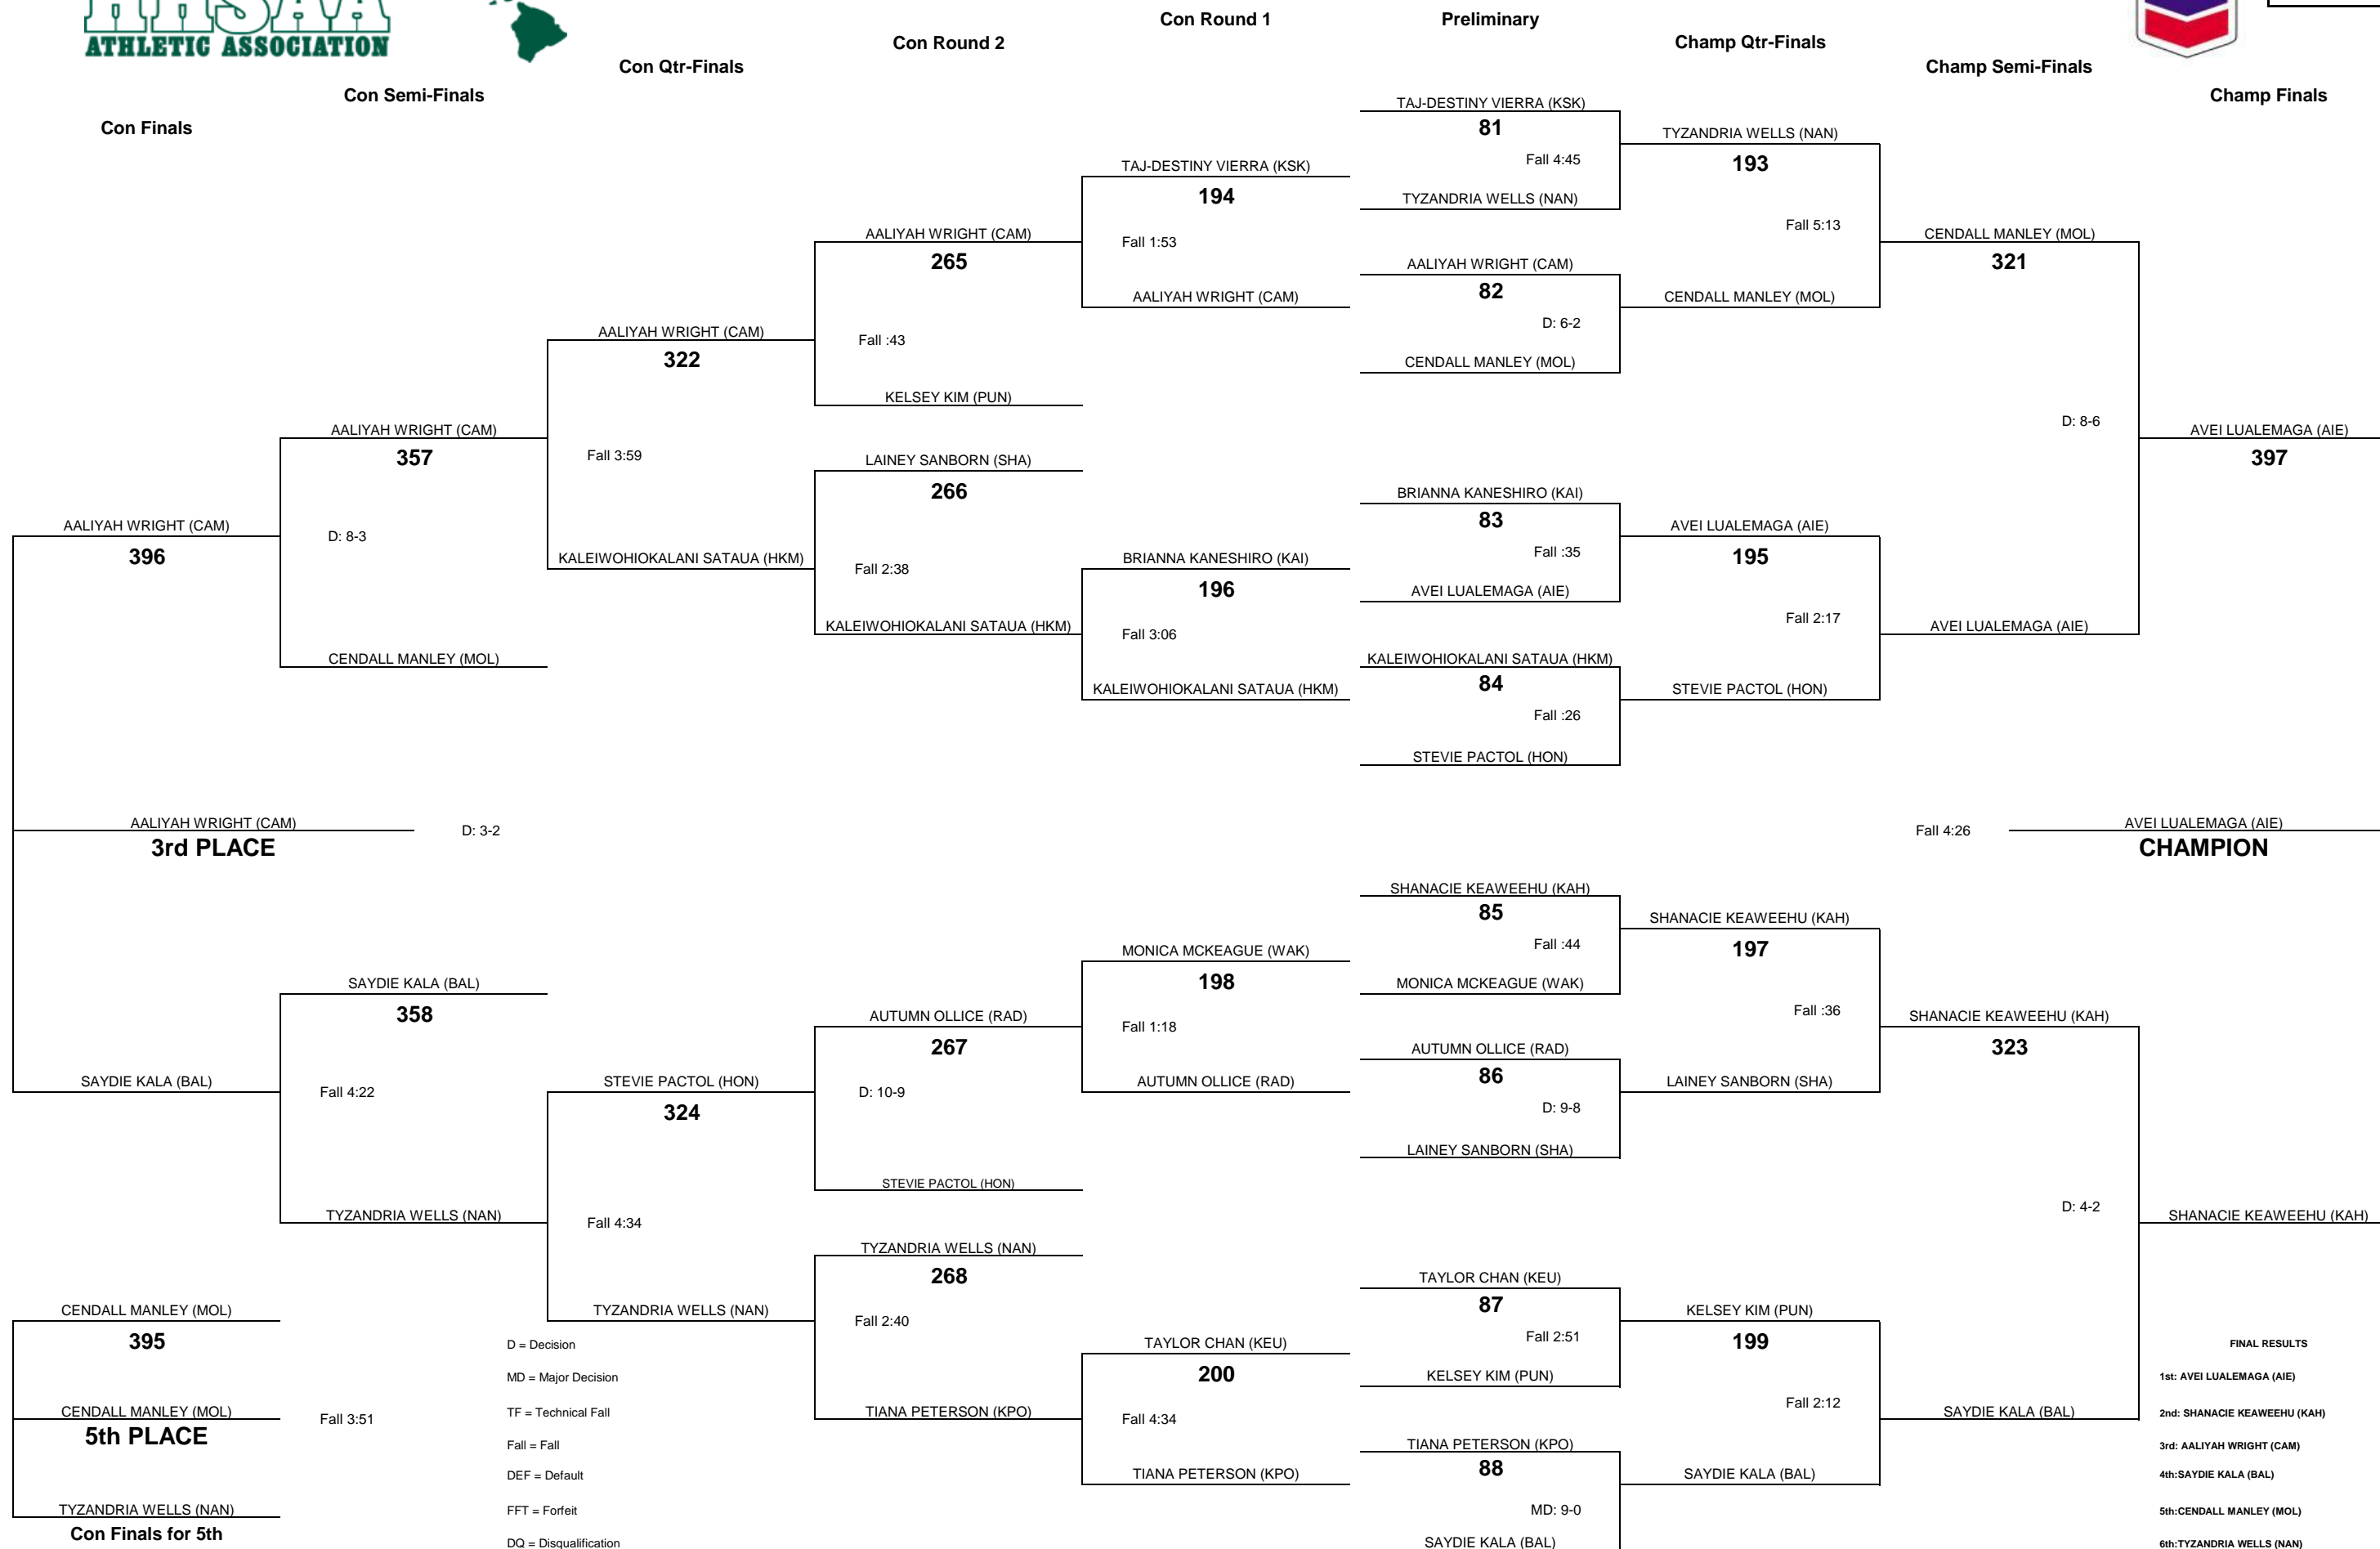 HHSAA
ATHLETIC ASSOCIATION
Con Finals
Con Semi-Finals
Con Qtr-Finals
Con Round 2
Con Round 1
Preliminary
Champ Qtr-Finals
Champ Semi-Finals
Champ Finals
TAJ-DESTINY VIERRA (KSK)
81
Fall 4:45
TYZANDRIA WELLS (NAN)
AALIYAH WRIGHT (CAM)
82
D: 6-2
CENDALL MANLEY (MOL)
BRIANNA KANESHIRO (KAI)
83
Fall :35
AVEI LUALEMAGA (AIE)
KALEIWOHIOKALANI SATAUA (HKM)
84
Fall :26
STEVIE PACTOL (HON)
SHANACIE KEAWEEHU (KAH)
85
Fall :44
MONICA MCKEAGUE (WAK)
AUTUMN OLLICE (RAD)
86
D: 9-8
LAINEY SANBORN (SHA)
TAYLOR CHAN (KEU)
87
Fall 2:51
KELSEY KIM (PUN)
TIANA PETERSON (KPO)
88
MD: 9-0
SAYDIE KALA (BAL)
TYZANDRIA WELLS (NAN)
193
Fall 5:13
CENDALL MANLEY (MOL)
AVEI LUALEMAGA (AIE)
195
Fall 2:17
STEVIE PACTOL (HON)
SHANACIE KEAWEEHU (KAH)
197
Fall :36
LAINEY SANBORN (SHA)
KELSEY KIM (PUN)
199
Fall 2:12
SAYDIE KALA (BAL)
CENDALL MANLEY (MOL)
321
D: 8-6
AVEI LUALEMAGA (AIE)
SHANACIE KEAWEEHU (KAH)
323
D: 4-2
SAYDIE KALA (BAL)
AVEI LUALEMAGA (AIE)
397
Fall 4:26
AVEI LUALEMAGA (AIE)
CHAMPION
SHANACIE KEAWEEHU (KAH)
TAJ-DESTINY VIERRA (KSK)
194
Fall 1:53
AALIYAH WRIGHT (CAM)
BRIANNA KANESHIRO (KAI)
196
Fall 3:06
KALEIWOHIOKALANI SATAUA (HKM)
MONICA MCKEAGUE (WAK)
198
Fall 1:18
AUTUMN OLLICE (RAD)
TAYLOR CHAN (KEU)
200
Fall 4:34
TIANA PETERSON (KPO)
AALIYAH WRIGHT (CAM)
265
Fall :43
KELSEY KIM (PUN)
LAINEY SANBORN (SHA)
266
Fall 2:38
KALEIWOHIOKALANI SATAUA (HKM)
AUTUMN OLLICE (RAD)
267
D: 10-9
STEVIE PACTOL (HON)
TYZANDRIA WELLS (NAN)
268
Fall 2:40
TIANA PETERSON (KPO)
AALIYAH WRIGHT (CAM)
322
Fall 3:59
KALEIWOHIOKALANI SATAUA (HKM)
STEVIE PACTOL (HON)
324
Fall 4:34
TYZANDRIA WELLS (NAN)
AALIYAH WRIGHT (CAM)
357
D: 8-3
CENDALL MANLEY (MOL)
SAYDIE KALA (BAL)
358
Fall 4:22
TYZANDRIA WELLS (NAN)
AALIYAH WRIGHT (CAM)
396
AALIYAH WRIGHT (CAM)
D: 3-2
3rd PLACE
SAYDIE KALA (BAL)
CENDALL MANLEY (MOL)
395
CENDALL MANLEY (MOL)
Fall 3:51
5th PLACE
TYZANDRIA WELLS (NAN)
Con Finals for 5th
D = Decision
MD = Major Decision
TF = Technical Fall
Fall = Fall
DEF = Default
FFT = Forfeit
DQ = Disqualification
FINAL RESULTS
1st: AVEI LUALEMAGA (AIE)
2nd: SHANACIE KEAWEEHU (KAH)
3rd: AALIYAH WRIGHT (CAM)
4th:SAYDIE KALA (BAL)
5th:CENDALL MANLEY (MOL)
6th:TYZANDRIA WELLS (NAN)